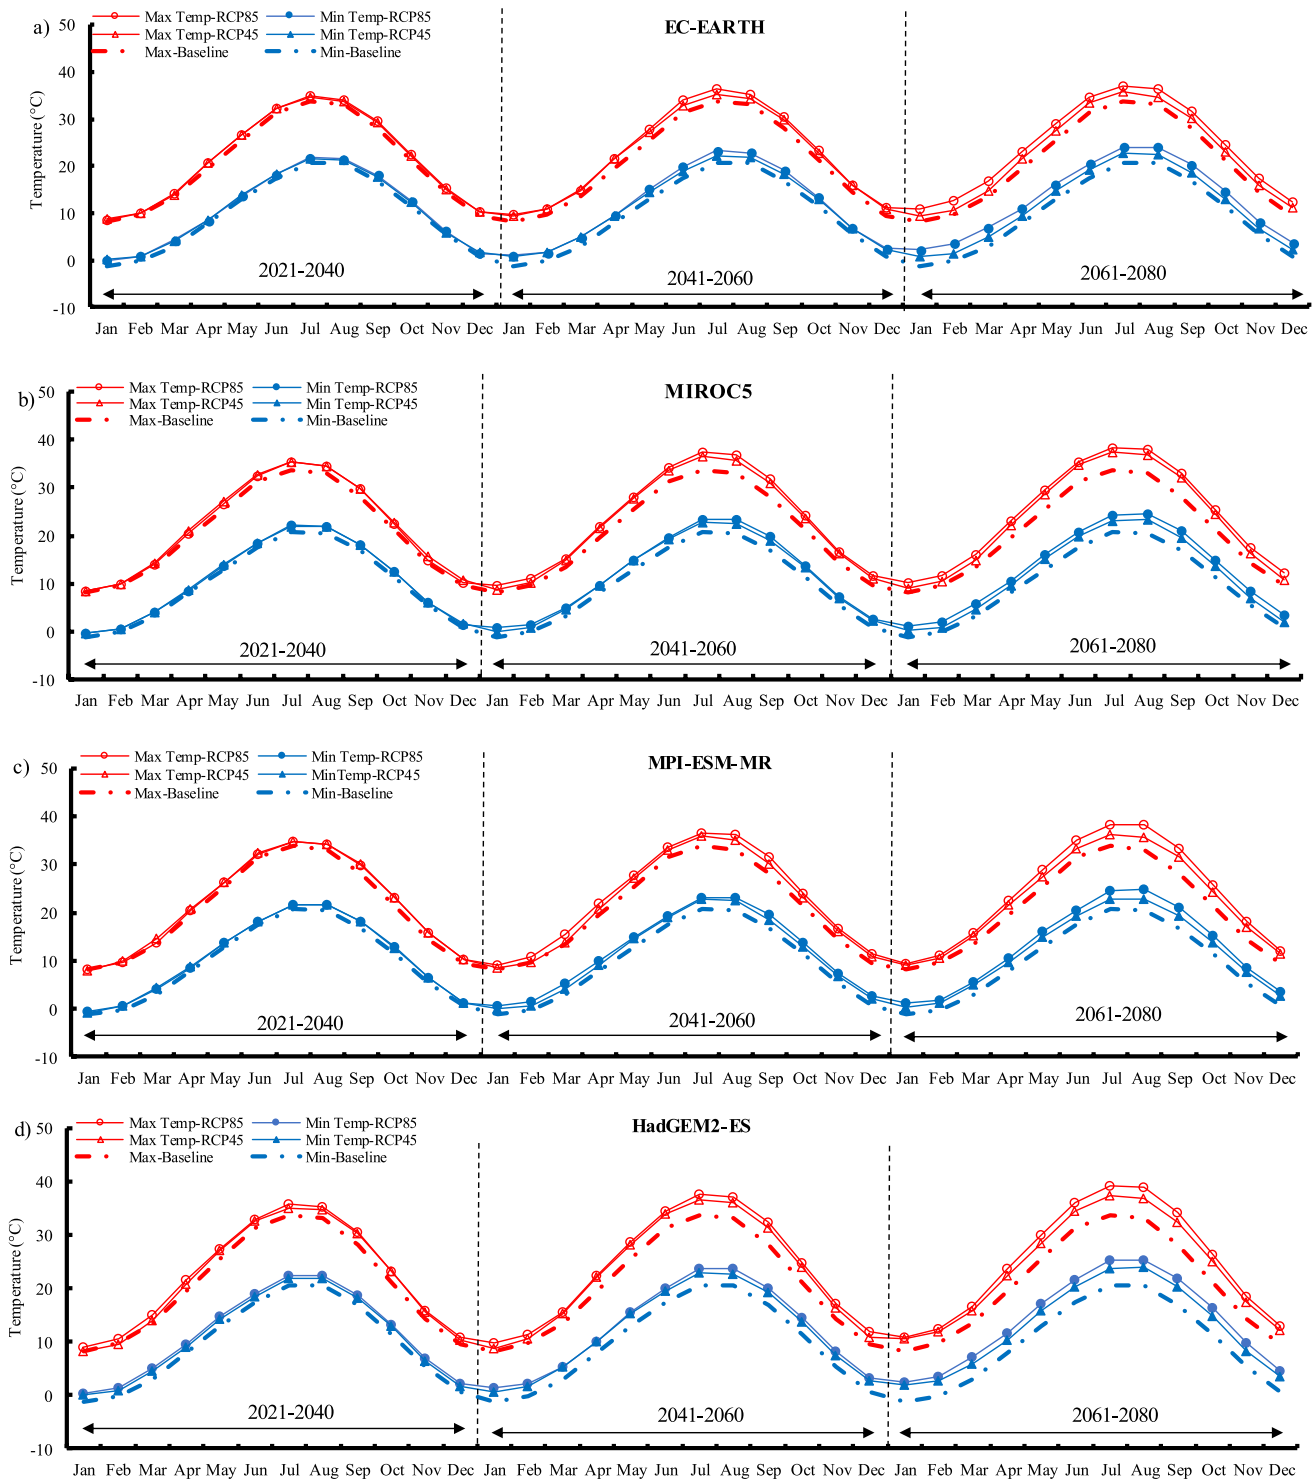 a)
EC-EARTH
Max Temp-RCP85
Min Temp-RCP85
Max Temp-RCP45
Min Temp-RCP45
Max-Baseline
Min-Baseline
Temperature (°C)
50
40
30
20
10
0
-10
2021-2040
2041-2060
2061-2080
Jan Feb Mar Apr May Jun Jul Aug Sep Oct Nov Dec Jan Feb Mar Apr May Jun Jul Aug Sep Oct Nov Dec Jan Feb Mar Apr May Jun Jul Aug Sep Oct Nov Dec
b)
MIROC5
Max Temp-RCP85
Min Temp-RCP85
Max Temp-RCP45
Min Temp-RCP45
Max-Baseline
Min-Baseline
Temperature (°C)
50
40
30
20
10
0
-10
2021-2040
2041-2060
2061-2080
Jan Feb Mar Apr May Jun Jul Aug Sep Oct Nov Dec Jan Feb Mar Apr May Jun Jul Aug Sep Oct Nov Dec Jan Feb Mar Apr May Jun Jul Aug Sep Oct Nov Dec
c)
MPI-ESM-MR
Max Temp-RCP85
Min Temp-RCP85
Max Temp-RCP45
MinTemp-RCP45
Max-Baseline
Min-Baseline
Temperature (°C)
50
40
30
20
10
0
-10
2021-2040
2041-2060
2061-2080
Jan Feb Mar Apr May Jun Jul Aug Sep Oct Nov Dec Jan Feb Mar Apr May Jun Jul Aug Sep Oct Nov Dec Jan Feb Mar Apr May Jun Jul Aug Sep Oct Nov Dec
d)
HadGEM2-ES
Max Temp-RCP85
Min Temp-RCP85
Max Temp-RCP45
Min Temp-RCP45
Max-Baseline
Min-Baseline
Temperature (°C)
50
40
30
20
10
0
-10
2021-2040
2041-2060
2061-2080
Jan Feb Mar Apr May Jun Jul Aug Sep Oct Nov Dec Jan Feb Mar Apr May Jun Jul Aug Sep Oct Nov Dec Jan Feb Mar Apr May Jun Jul Aug Sep Oct Nov Dec